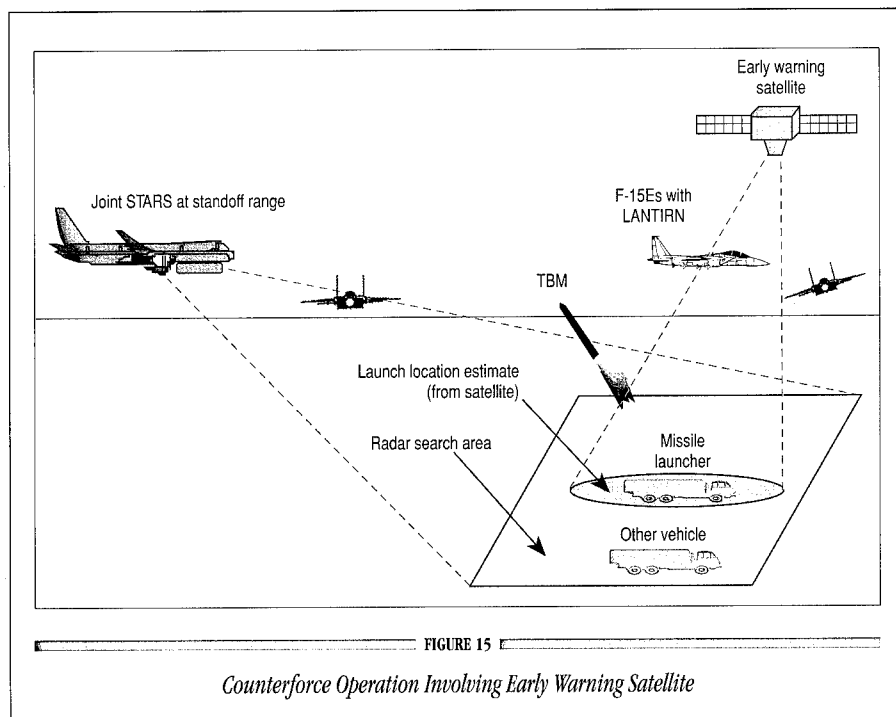 Early warning
satellite
Joint STARS at standoff range
F-15Es with
LANTIRN
TBM
Launch location estimate
(from satellite)
Radar search area
Missile
launcher
Other vehicle
FIGURE 15
Counterforce Operation Involving Early Warning Satellite